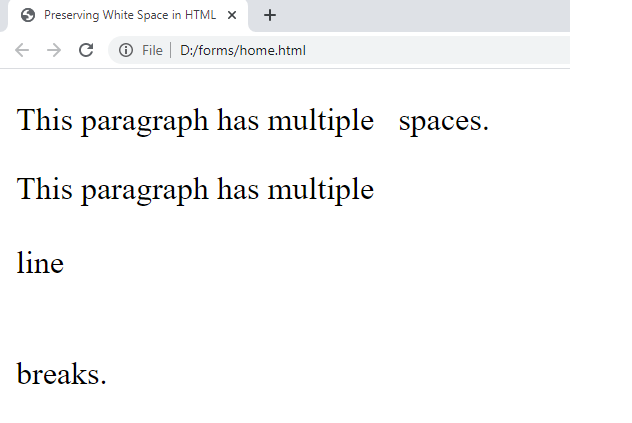 Preserving White Space in HTML
File D:/forms/home.html
This paragraph has multiple   spaces.
This paragraph has multiple
line
breaks.